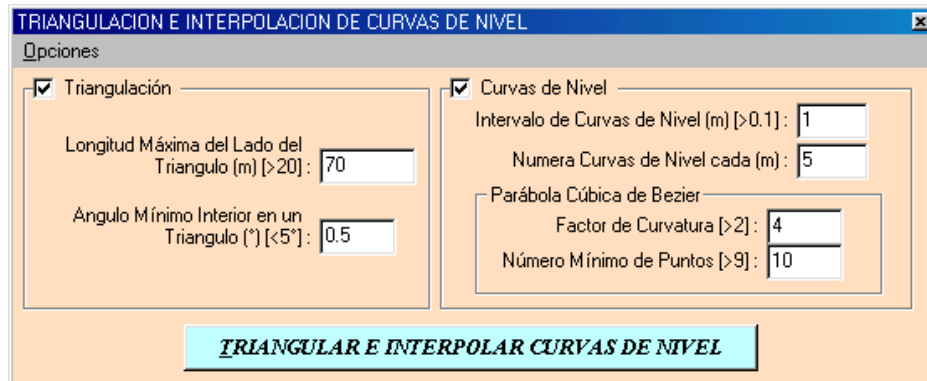 TRIANGULACION E INTERPOLACION DE CURVAS DE NIVEL
Opciones
Triangulación
Longitud Máxima del Lado del
Triangulo (m) [>20] : 70
Angulo Mínimo Interior en un
Triangulo (°) [<5°] : 0.5
Curvas de Nivel
Intervalo de Curvas de Nivel (m) [>0.1] : 1
Numera Curvas de Nivel cada (m) : 5
Parábola Cúbica de Bezier
Factor de Curvatura [>2] : 4
Número Mínimo de Puntos [>9] : 10
TRIANGULAR E INTERPOLAR CURVAS DE NIVEL